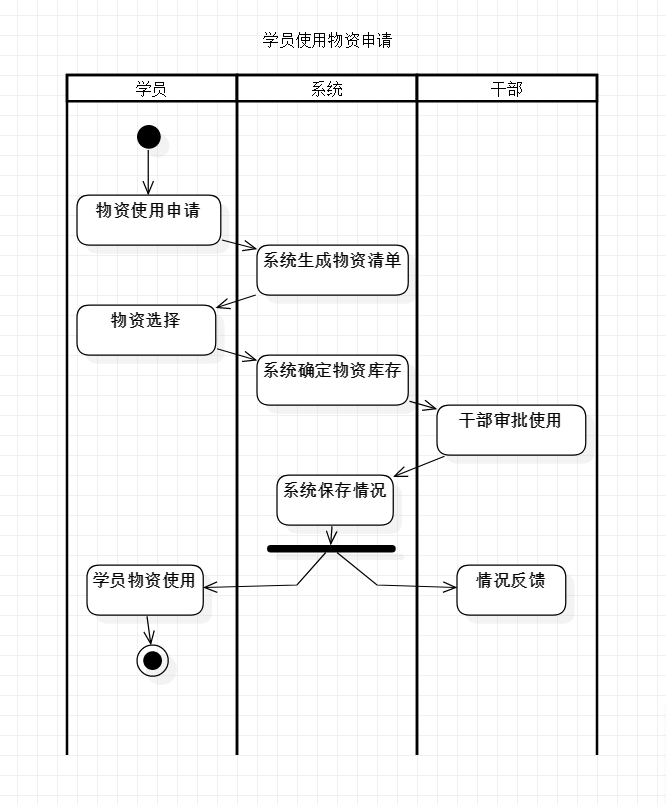 学员使用物资申请
学员
系统
干部
物资使用申请
系统生成物资清单
物资选择
系统确定物资库存
干部审批使用
系统保存情况
学员物资使用
情况反馈